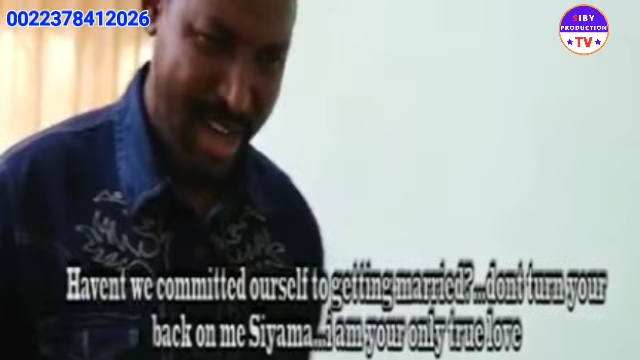 0022378412026
SIBY
PRODUCTION
TV
Havent we committed ourself to getting married?...dont turn your
back on me Siyama...i am your only true love